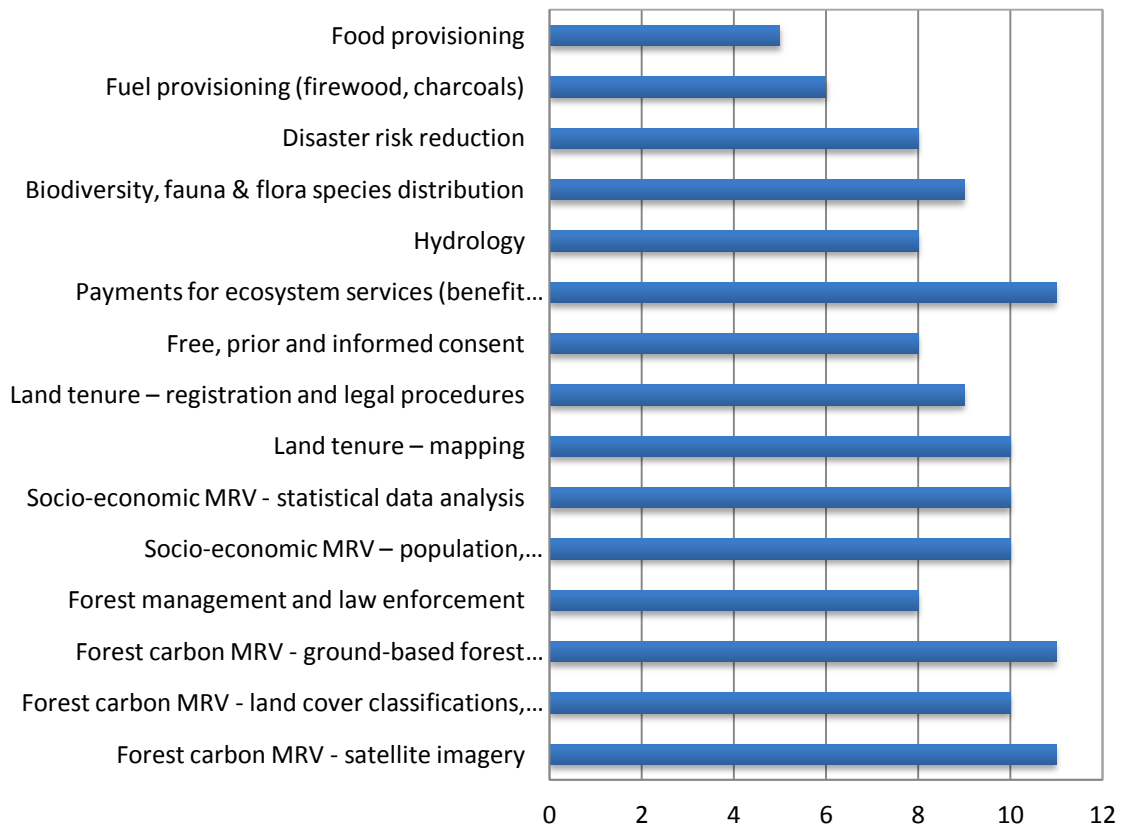 Food provisioning
Fuel provisioning (firewood, charcoals)
Disaster risk reduction
Biodiversity, fauna & flora species distribution
Hydrology
Payments for ecosystem services (benefit…
Free, prior and informed consent
Land tenure – registration and legal procedures
Land tenure – mapping
Socio-economic MRV - statistical data analysis
Socio-economic MRV – population,…
Forest management and law enforcement
Forest carbon MRV - ground-based forest…
Forest carbon MRV - land cover classifications,…
Forest carbon MRV - satellite imagery
0 2 4 6 8 10 12